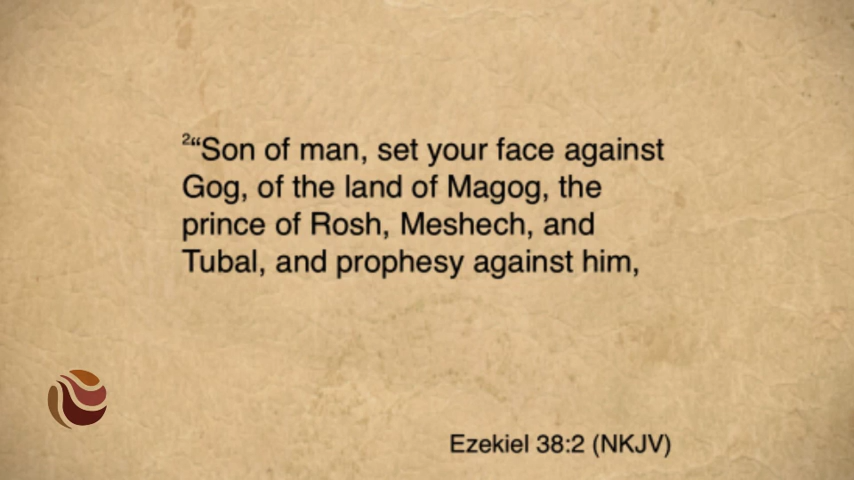 ²“Son of man, set your face against
Gog, of the land of Magog, the
prince of Rosh, Meshech, and
Tubal, and prophesy against him,
Ezekiel 38:2 (NKJV)